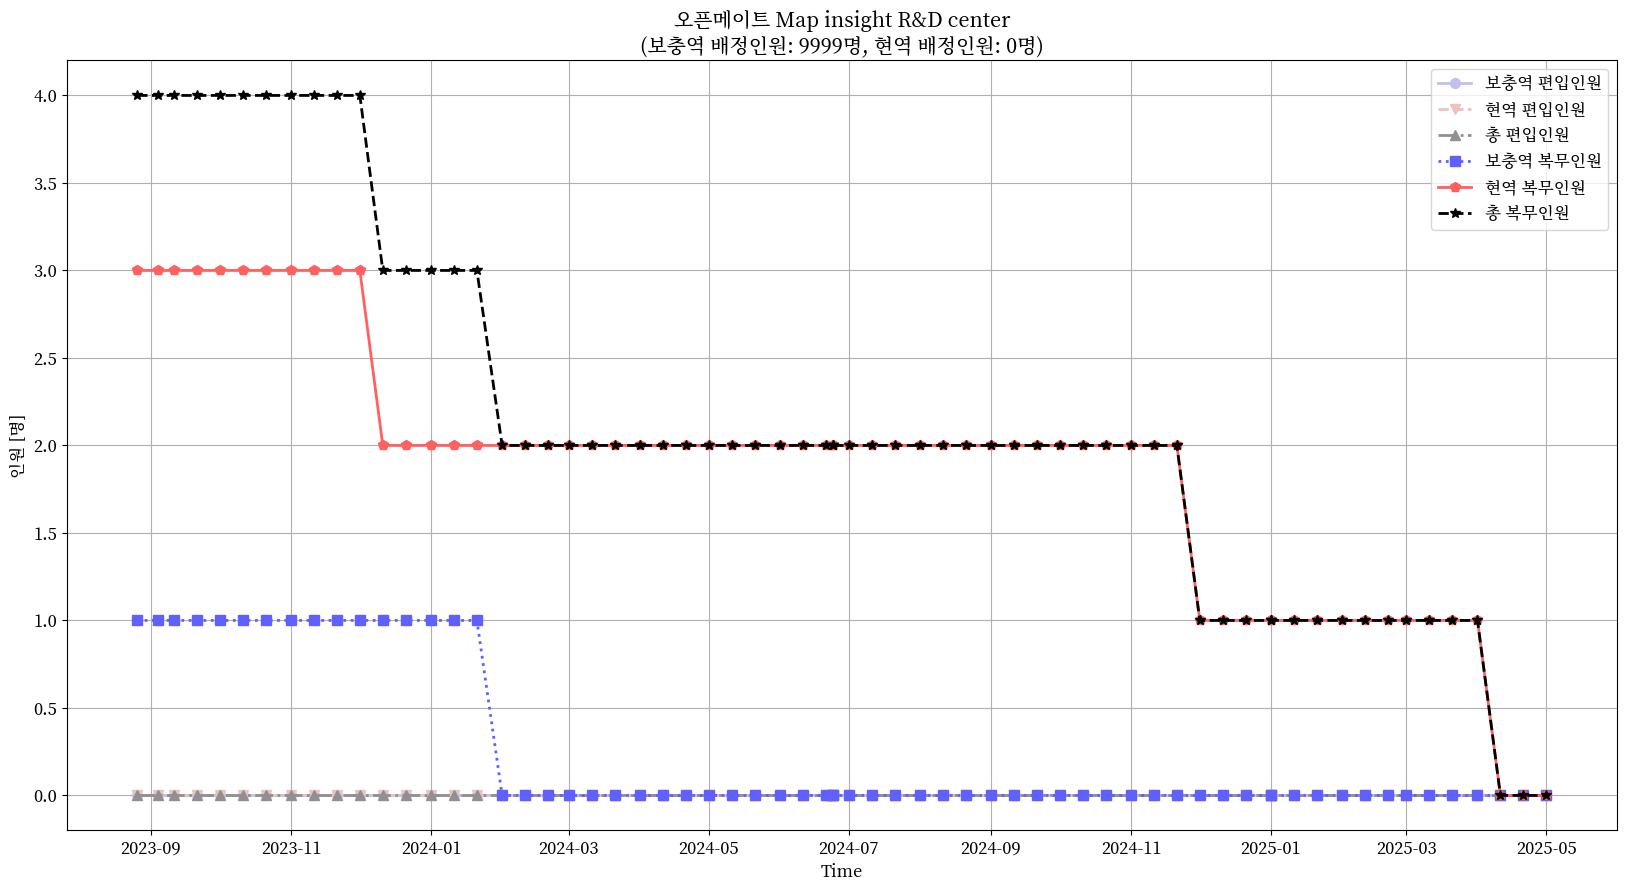 오픈메이트 Map insight R&D center
(보충역 배정인원: 9999명, 현역 배정인원: 0명)
보충역 편입인원
현역 편입인원
총 편입인원
보충역 복무인원
현역 복무인원
총 복무인원
4.0
3.5
3.0
2.5
2.0
1.5
1.0
0.5
0.0
인원 [명]
2023-09 2023-11 2024-01 2024-03 2024-05 2024-07 2024-09 2024-11 2025-01 2025-03 2025-05
Time